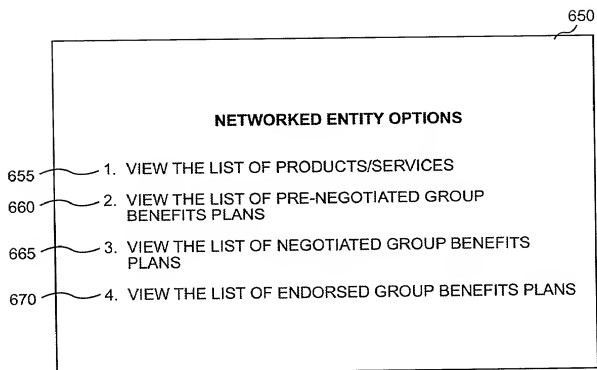 650
NETWORKED ENTITY OPTIONS
655 1. VIEW THE LIST OF PRODUCTS/SERVICES
660 2. VIEW THE LIST OF PRE-NEGOTIATED GROUP
BENEFITS PLANS
665 3. VIEW THE LIST OF NEGOTIATED GROUP BENEFITS
PLANS
670 4. VIEW THE LIST OF ENDORSED GROUP BENEFITS PLANS